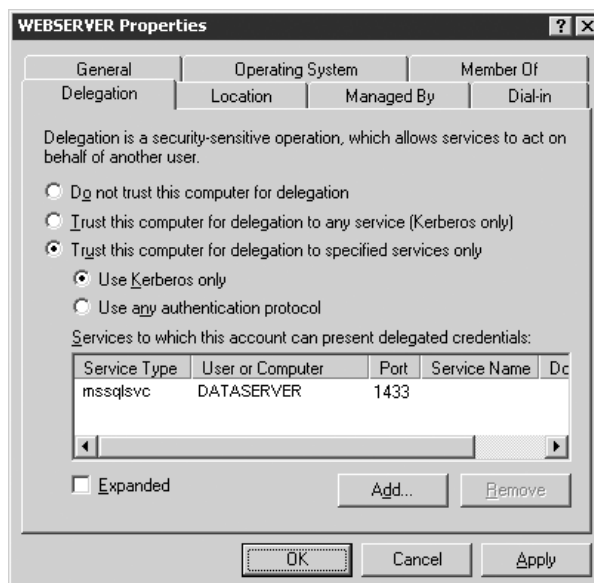 WEBSERVER Properties
General Operating System Member Of
Delegation Location Managed By Dial-in
Delegation is a security-sensitive operation, which allows services to act on
behalf of another user.
Do not trust this computer for delegation
Trust this computer for delegation to any service (Kerberos only)
Trust this computer for delegation to specified services only
Use Kerberos only
Use any authentication protocol
Services to which this account can present delegated credentials:
Service Type User or Computer Port Service Name Dc
mssqlsvc DATASERVER 1433
Expanded Add... Remove
OK Cancel Apply